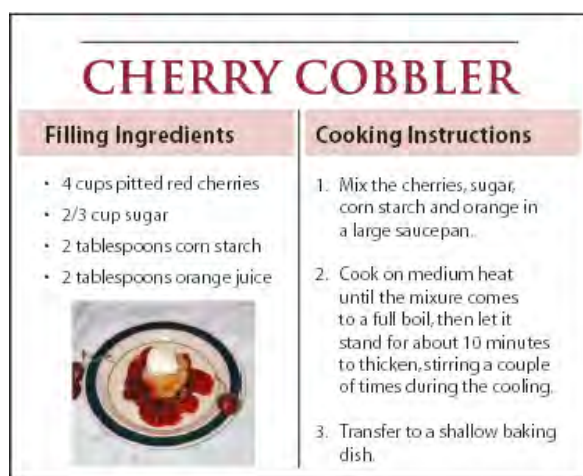 CHERRY COBBLER
Filling Ingredients
• 4 cups pitted red cherries
• 2/3 cup sugar
• 2 tablespoons corn starch
• 2 tablespoons orange juice
Cooking Instructions
1. Mix the cherries, sugar,
corn starch and orange in
a large saucepan.
2. Cook on medium heat
until the mixure comes
to a full boil, then let it
stand for about 10 minutes
to thicken, stirring a couple
of times during the cooling.
3. Transfer to a shallow baking
dish.